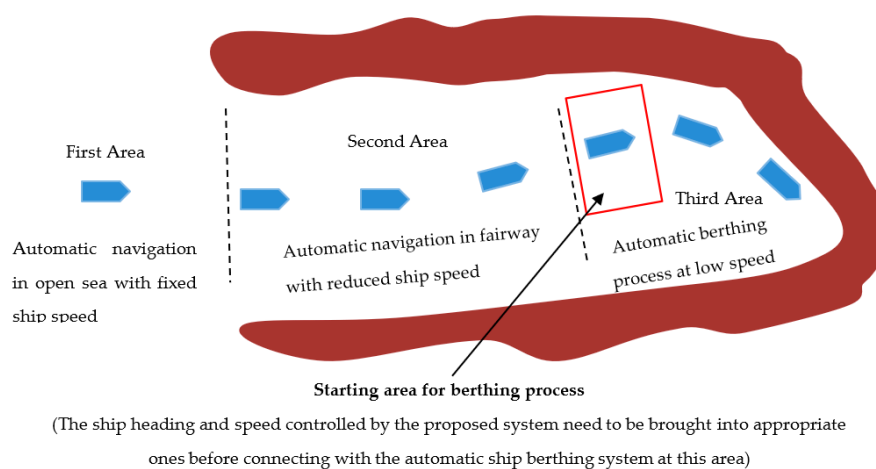 First Area
Automatic navigation
in open sea with fixed
ship speed
Second Area
Automatic navigation in fairway
with reduced ship speed
Third Area
Automatic berthing
process at low speed
Starting area for berthing process
(The ship heading and speed controlled by the proposed system need to be brought into appropriate
ones before connecting with the automatic ship berthing system at this area)